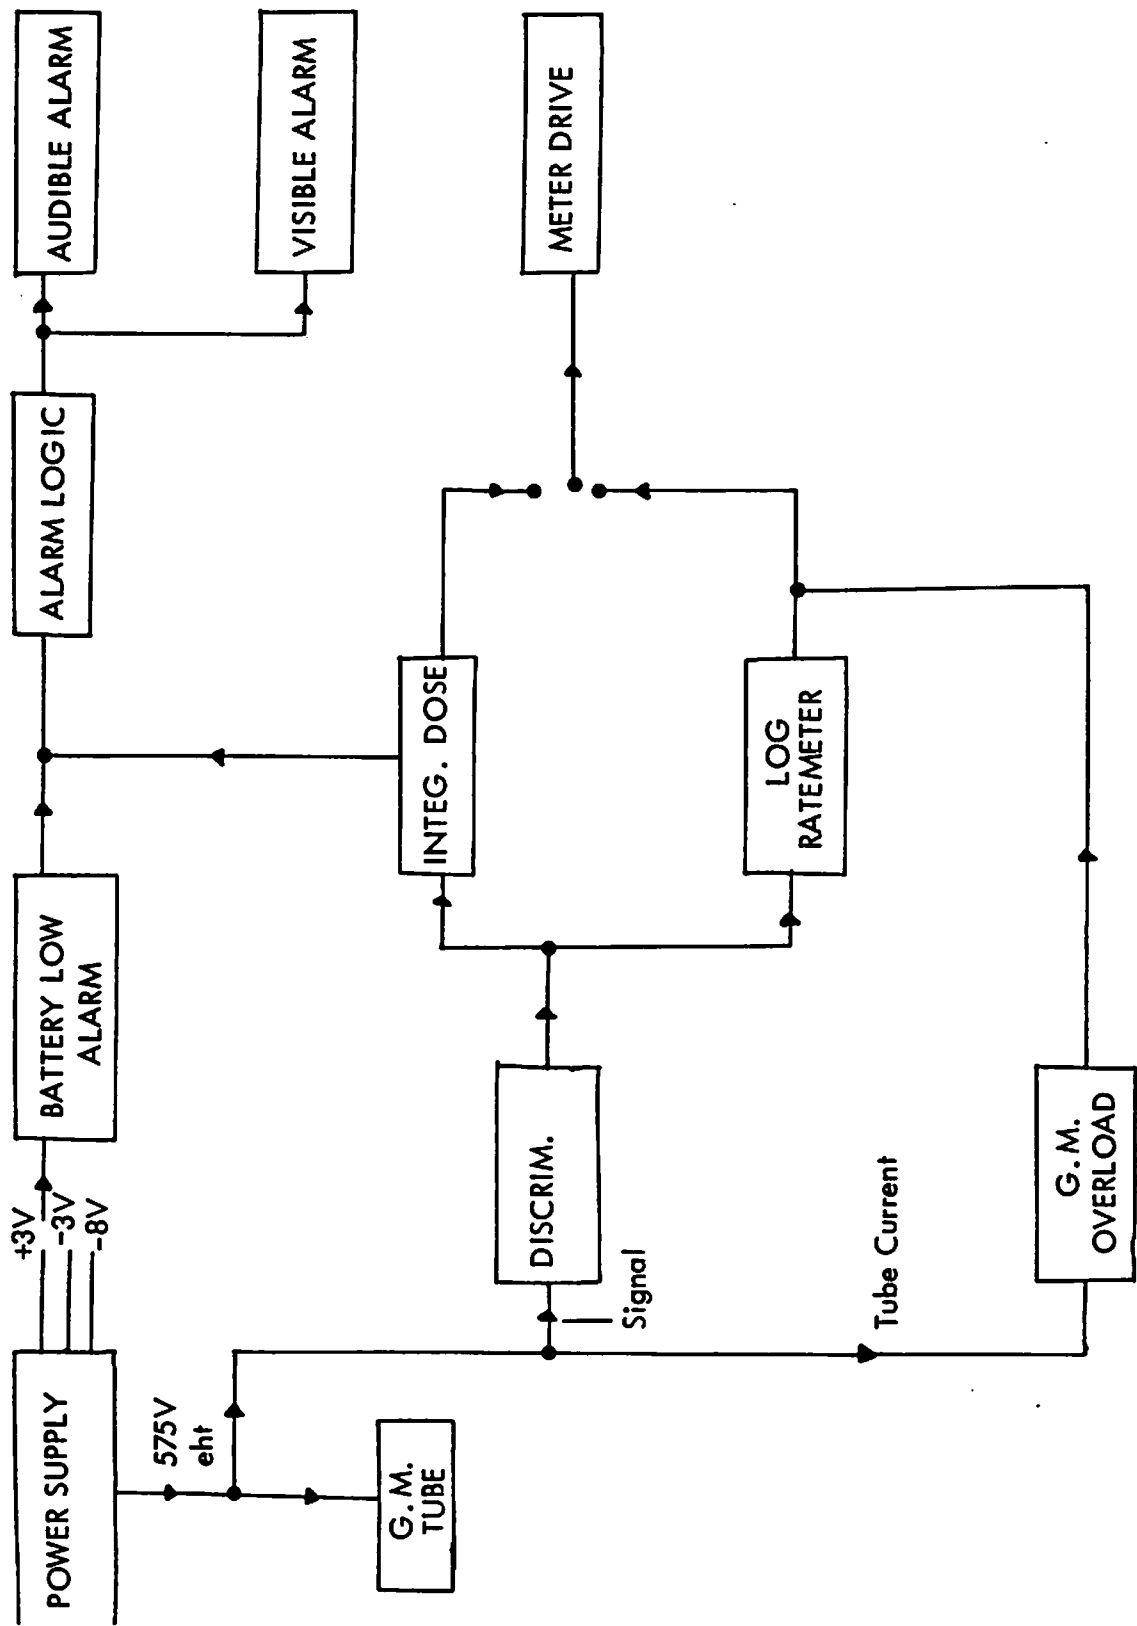 POWER SUPPLY
+3V
-3V
-8V
BATTERY LOW
ALARM
ALARM LOGIC
AUDIBLE ALARM
VISIBLE ALARM
575V
eht
G.M.
TUBE
Signal
DISCRIM.
INTEG. DOSE
LOG
RATEMETER
METER DRIVE
Tube Current
G.M.
OVERLOAD